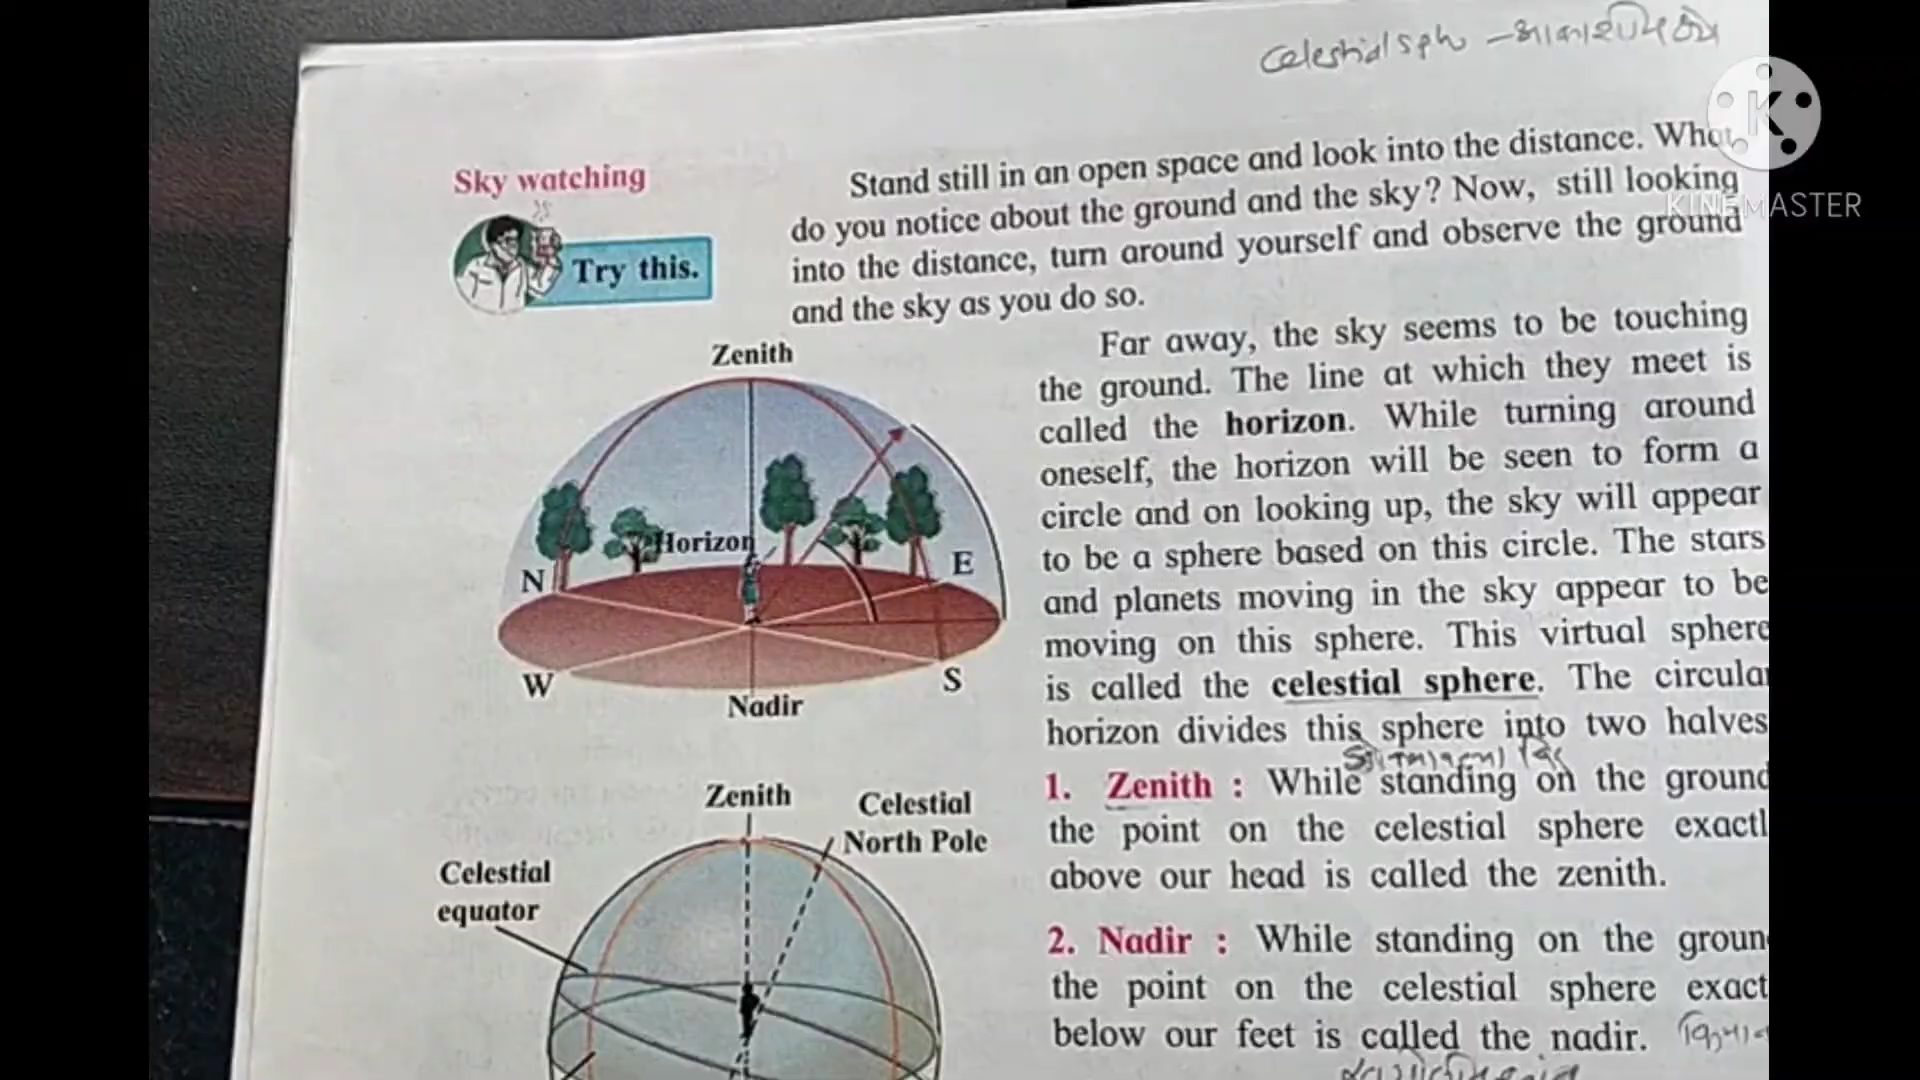 Celestial sph
KINEMASTER
Sky watching
Try this.
Stand still in an open space and look into the distance. What
do you notice about the ground and the sky? Now, still looking
into the distance, turn around yourself and observe the ground
and the sky as you do so.
Zenith
Horizon
N
E
W
S
Nadir
Far away, the sky seems to be touching
the ground. The line at which they meet is
called the horizon. While turning around
oneself, the horizon will be seen to form a
circle and on looking up, the sky will appear
to be a sphere based on this circle. The stars
and planets moving in the sky appear to be
moving on this sphere. This virtual sphere
is called the celestial sphere. The circular
horizon divides this sphere into two halves
Zenith
Celestial
North Pole
Celestial
equator
1. Zenith : While standing on the ground
the point on the celestial sphere exactl
above our head is called the zenith.
2. Nadir : While standing on the groun
the point on the celestial sphere exact
below our feet is called the nadir.